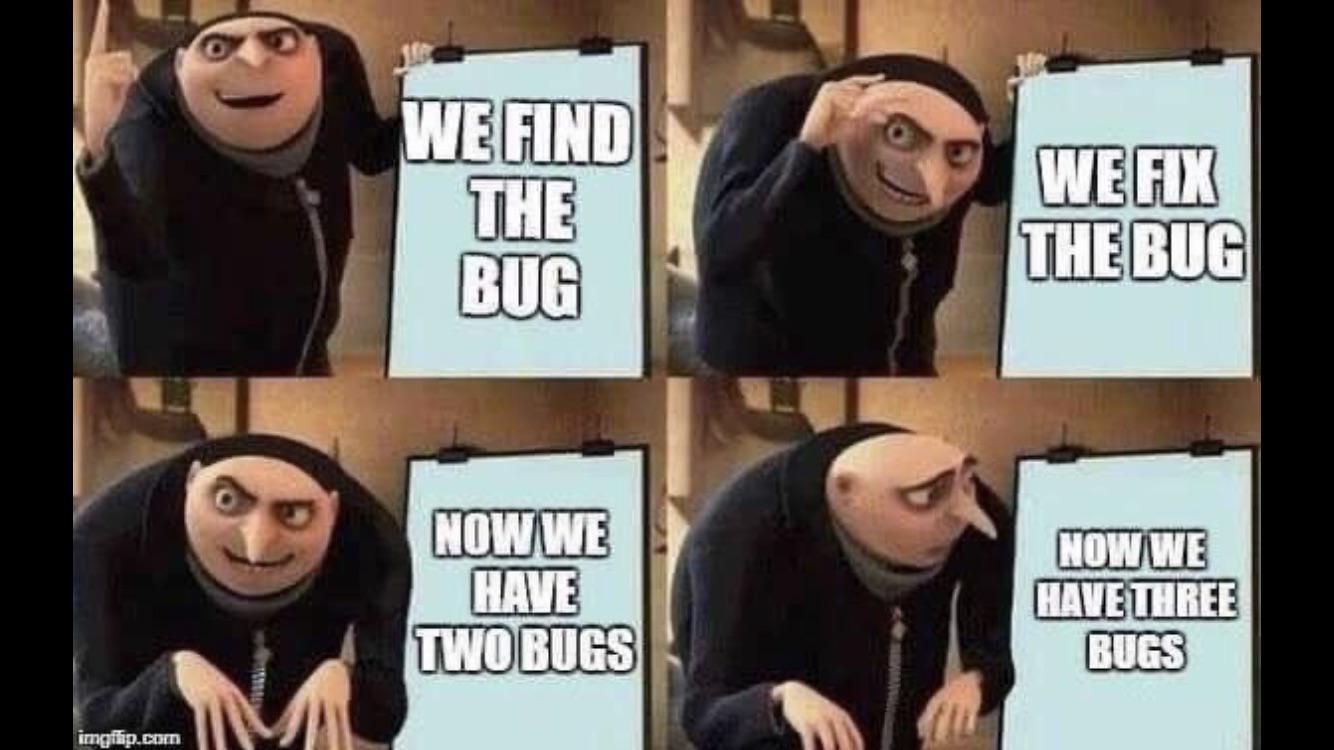 WE FIND
THE
BUG
WE FIX
THE BUG
NOW WE
HAVE
TWO BUGS
NOW WE
HAVE THREE
BUGS
imgflip.com